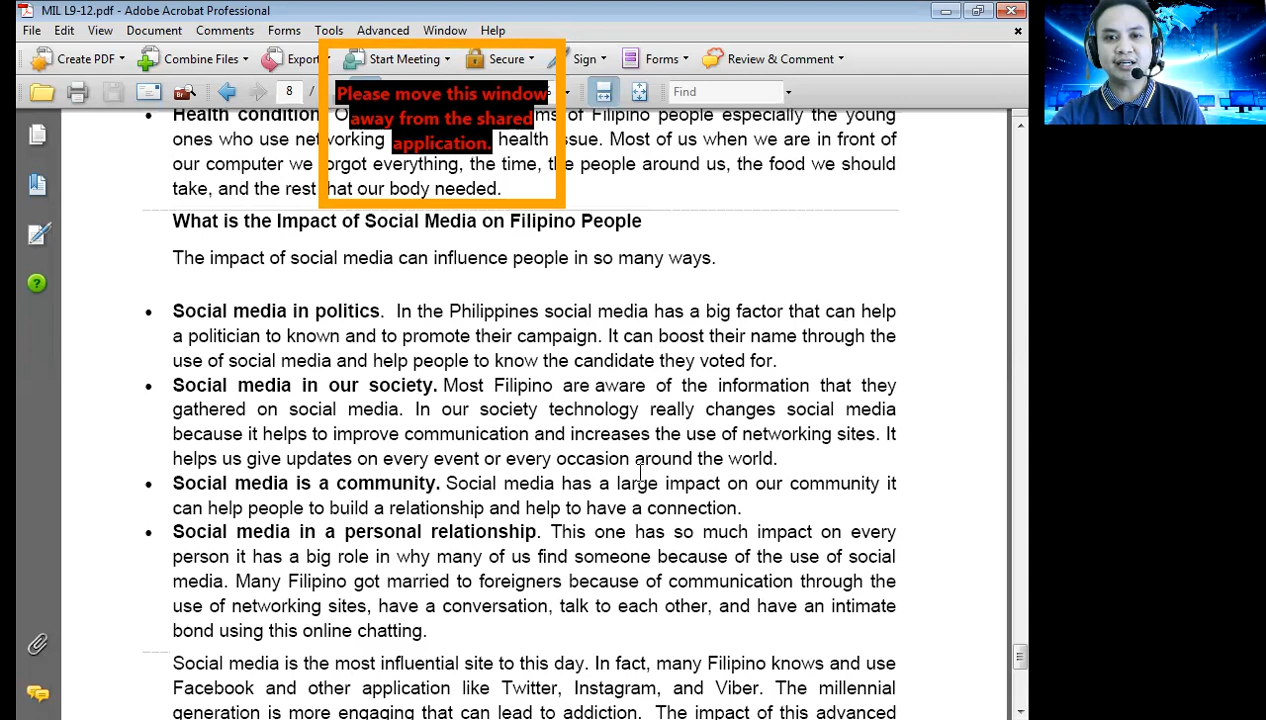 MIL L9-12.pdf - Adobe Acrobat Professional
File Edit View Document Comments Forms Tools Advanced Window Help
Create PDF Combine Files Export Start Meeting Secure Sign Forms Review & Comment
8 / Find
Please move this window
away from the shared
application.
Health condition ms of Filipino people especially the young
ones who use networking health issue. Most of us when we are in front of
our computer we forgot everything, the time, the people around us, the food we should
take, and the rest that our body needed.
What is the Impact of Social Media on Filipino People
The impact of social media can influence people in so many ways.
• Social media in politics. In the Philippines social media has a big factor that can help
a politician to known and to promote their campaign. It can boost their name through the
use of social media and help people to know the candidate they voted for.
• Social media in our society. Most Filipino are aware of the information that they
gathered on social media. In our society technology really changes social media
because it helps to improve communication and increases the use of networking sites. It
helps us give updates on every event or every occasion around the world.
• Social media is a community. Social media has a large impact on our community it
can help people to build a relationship and help to have a connection.
• Social media in a personal relationship. This one has so much impact on every
person it has a big role in why many of us find someone because of the use of social
media. Many Filipino got married to foreigners because of communication through the
use of networking sites, have a conversation, talk to each other, and have an intimate
bond using this online chatting.
Social media is the most influential site to this day. In fact, many Filipino knows and use
Facebook and other application like Twitter, Instagram, and Viber. The millennial
generation is more engaging that can lead to addiction. The impact of this advanced